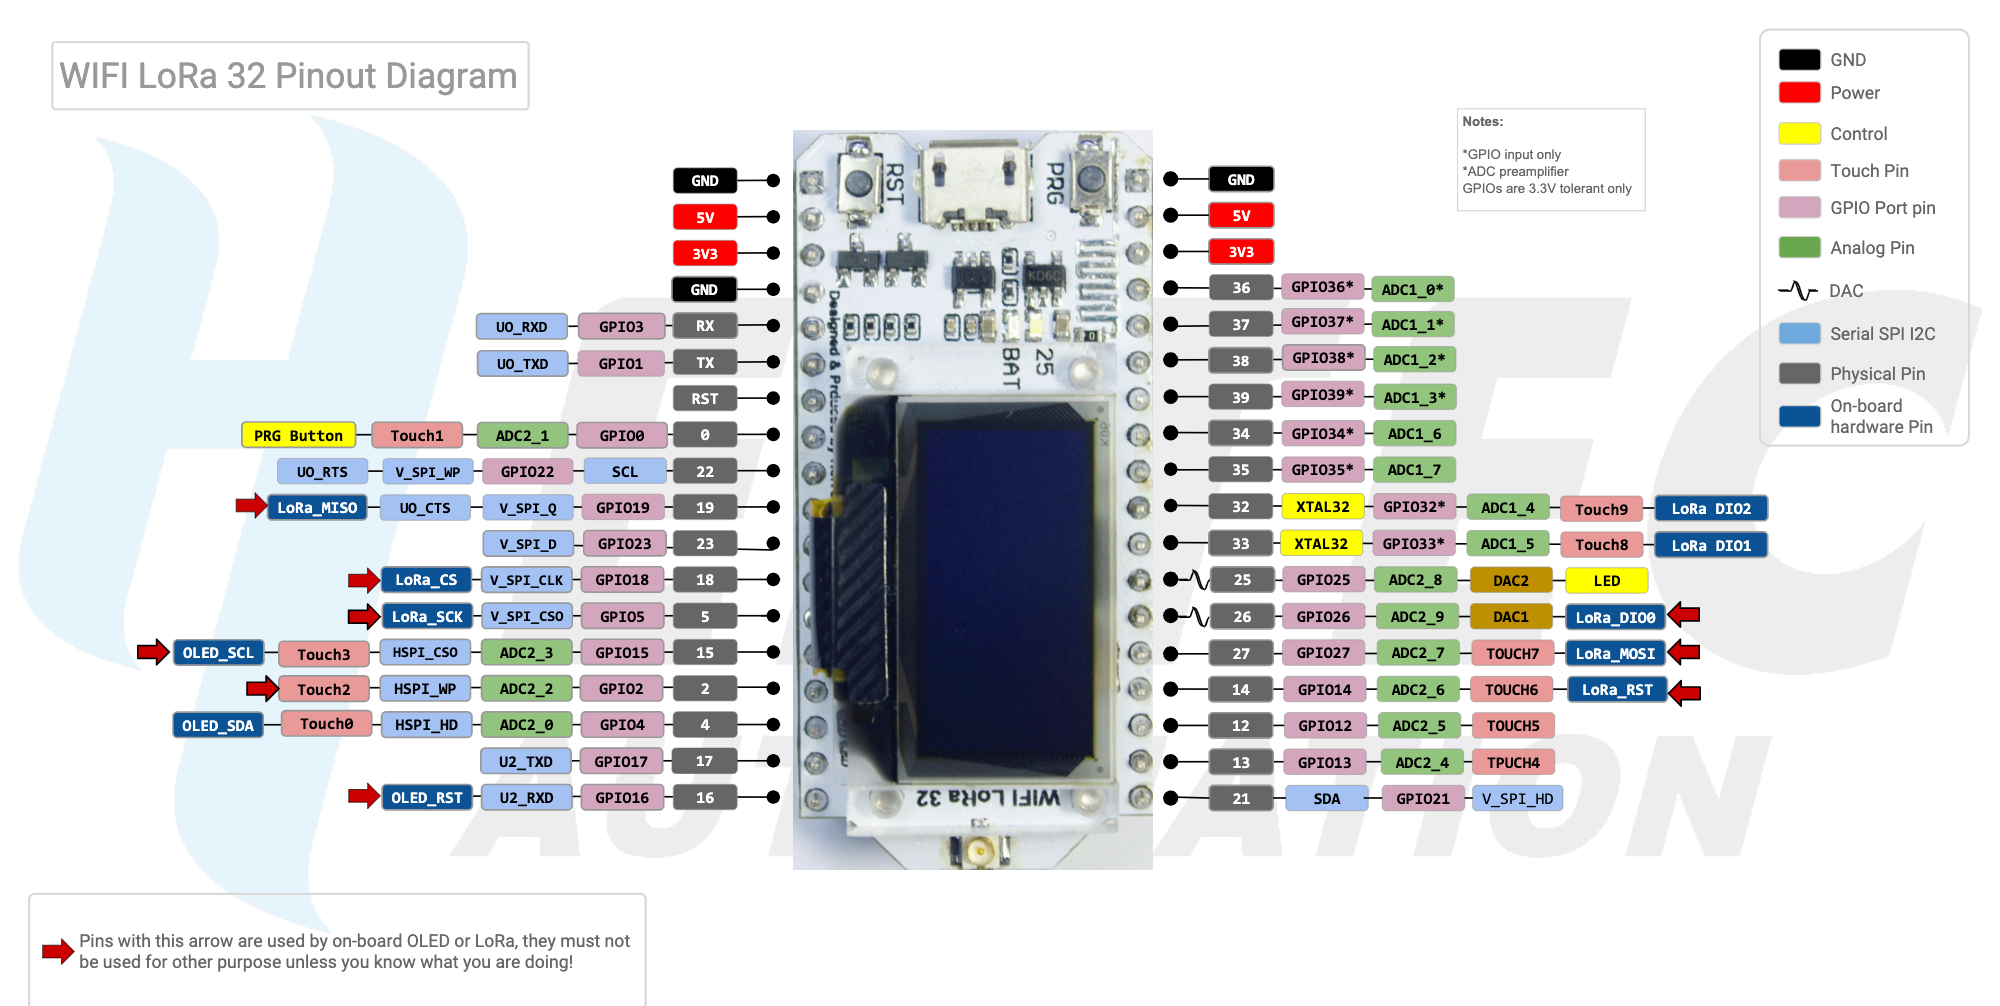 WIFI LoRa 32 Pinout Diagram
GND
Power
Control
Touch Pin
GPIO Port pin
Analog Pin
DAC
Serial SPI I2C
Physical Pin
On-board
hardware Pin
Notes:
*GPIO input only
*ADC preamplifier
GPIOs are 3.3V tolerant only
GND
5V
3V3
GND
UO_RXD GPIO3 RX
UO_TXD GPIO1 TX
RST
PRG Button Touch1 ADC2_1 GPIO0 0
UO_RTS V_SPI_WP GPIO22 SCL 22
LoRa_MISO UO_CTS V_SPI_Q GPIO19 19
V_SPI_D GPIO23 23
LoRa_CS V_SPI_CLK GPIO18 18
LoRa_SCK V_SPI_CSO GPIO5 5
OLED_SCL Touch3 HSPI_CSO ADC2_3 GPIO15 15
Touch2 HSPI_WP ADC2_2 GPIO2 2
OLED_SDA Touch0 HSPI_HD ADC2_0 GPIO4 4
U2_TXD GPIO17 17
OLED_RST U2_RXD GPIO16 16
RST
PRG
KD6C
BAT
25
Designed &
WIFI LoRa 32
GND
5V
3V3
36 GPIO36* ADC1_0*
37 GPIO37* ADC1_1*
38 GPIO38* ADC1_2*
39 GPIO39* ADC1_3*
34 GPIO34* ADC1_6
35 GPIO35* ADC1_7
32 XTAL32 GPIO32* ADC1_4 Touch9 LoRa DIO2
33 XTAL32 GPIO33* ADC1_5 Touch8 LoRa DIO1
25 GPIO25 ADC2_8 DAC2 LED
26 GPIO26 ADC2_9 DAC1 LoRa_DIO0
27 GPIO27 ADC2_7 TOUCH7 LoRa_MOSI
14 GPIO14 ADC2_6 TOUCH6 LoRa_RST
12 GPIO12 ADC2_5 TOUCH5
13 GPIO13 ADC2_4 TPUCH4
21 SDA GPIO21 V_SPI_HD
Pins with this arrow are used by on-board OLED or LoRa, they must not
be used for other purpose unless you know what you are doing!